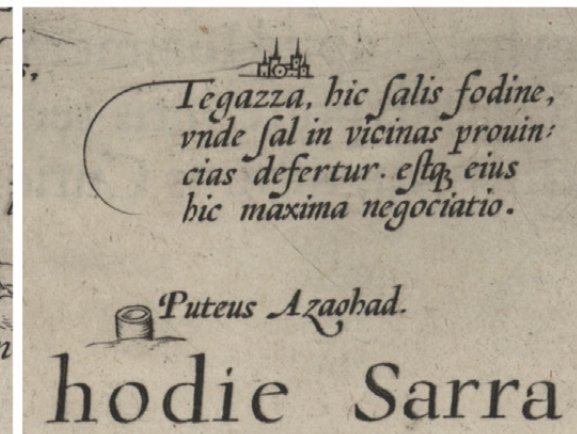 Tegazza, hic ſalis fodine,
vnde ſal in vicinas prouin:
cias defertur. eſtqꝫ eius
hic maxima negociatio.
Puteus Azaohad.
hodie Sarra